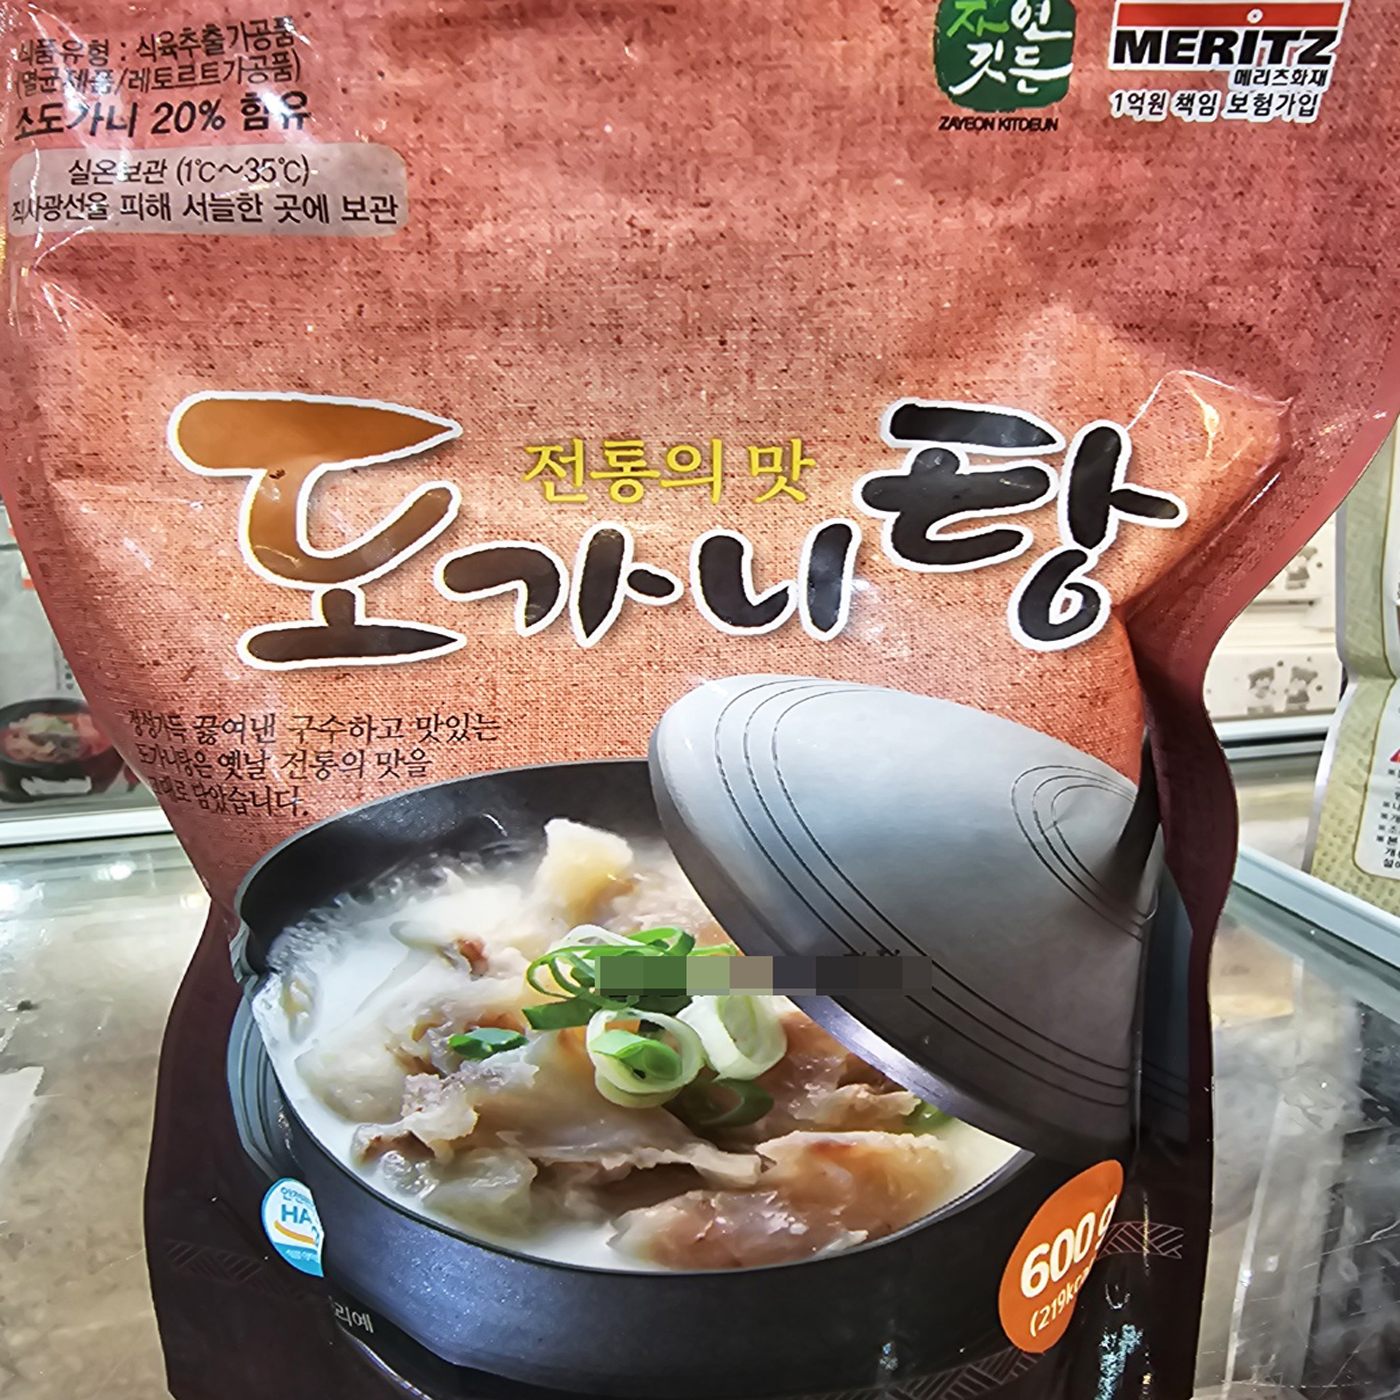 식품유형 : 식육추출가공품
(멸균제품/레토르트가공품)
소도가니 20% 함유
실온보관 (1℃~35℃)
직사광선을 피해 서늘한 곳에 보관
자연
짓든
ZAYEON KITDEUN
MERITZ
메리츠화재
1억원 책임 보험가입
전통의 맛
도가니탕
정성가득 끓여낸 구수하고 맛있는
도가니탕은 옛날 전통의 맛을
그대로 담았습니다.
HA
600g
(219kca